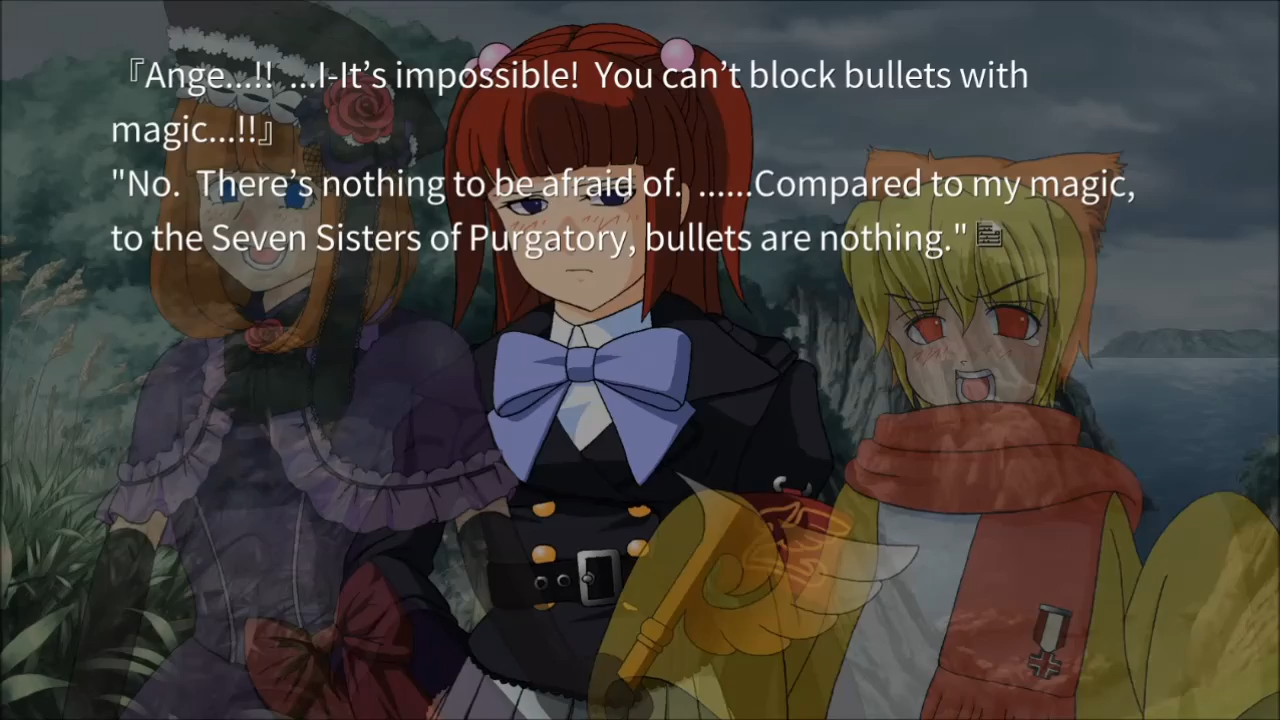 『Ange...!!  ...I-It’s impossible!  You can’t block bullets with
magic...!!』
"No.  There’s nothing to be afraid of.  ......Compared to my magic,
to the Seven Sisters of Purgatory, bullets are nothing."